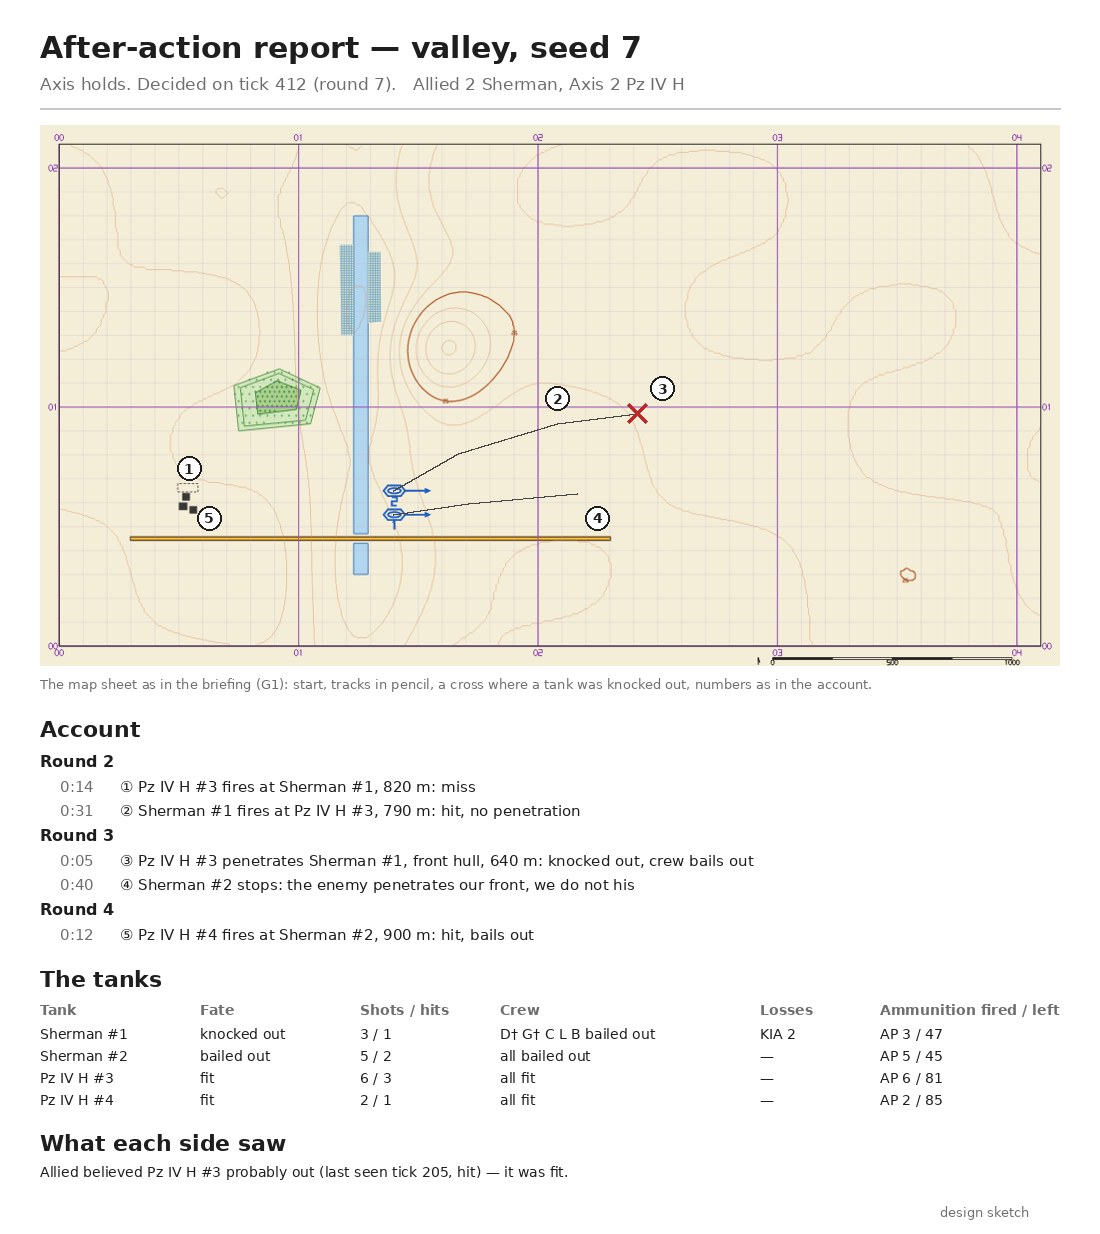 After-action report — valley, seed 7
Axis holds. Decided on tick 412 (round 7). Allied 2 Sherman, Axis 2 Pz IV H
00 01 02 03 04
02 02
3
2
01 01
1
2
5 4
1
00 00
00 01 02 03 04
0 500 1000
The map sheet as in the briefing (G1): start, tracks in pencil, a cross where a tank was knocked out, numbers as in the account.
Account
Round 2
0:14 ① Pz IV H #3 fires at Sherman #1, 820 m: miss
0:31 ② Sherman #1 fires at Pz IV H #3, 790 m: hit, no penetration
Round 3
0:05 ③ Pz IV H #3 penetrates Sherman #1, front hull, 640 m: knocked out, crew bails out
0:40 ④ Sherman #2 stops: the enemy penetrates our front, we do not his
Round 4
0:12 ⑤ Pz IV H #4 fires at Sherman #2, 900 m: hit, bails out
The tanks
Tank Fate Shots / hits Crew Losses Ammunition fired / left
Sherman #1 knocked out 3 / 1 D† G† C L B bailed out KIA 2 AP 3 / 47
Sherman #2 bailed out 5 / 2 all bailed out — AP 5 / 45
Pz IV H #3 fit 6 / 3 all fit — AP 6 / 81
Pz IV H #4 fit 2 / 1 all fit — AP 2 / 85
What each side saw
Allied believed Pz IV H #3 probably out (last seen tick 205, hit) — it was fit.
design sketch